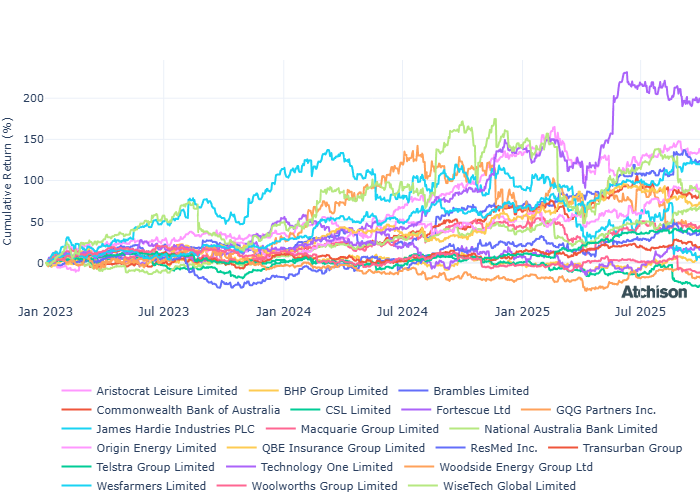 Cumulative Return (%)
200
150
100
50
0
Jan 2023 Jul 2023 Jan 2024 Jul 2024 Jan 2025 Jul 2025
Atchison
Aristocrat Leisure Limited BHP Group Limited Brambles Limited
Commonwealth Bank of Australia CSL Limited Fortescue Ltd GQG Partners Inc.
James Hardie Industries PLC Macquarie Group Limited National Australia Bank Limited
Origin Energy Limited QBE Insurance Group Limited ResMed Inc. Transurban Group
Telstra Group Limited Technology One Limited Woodside Energy Group Ltd
Wesfarmers Limited Woolworths Group Limited WiseTech Global Limited